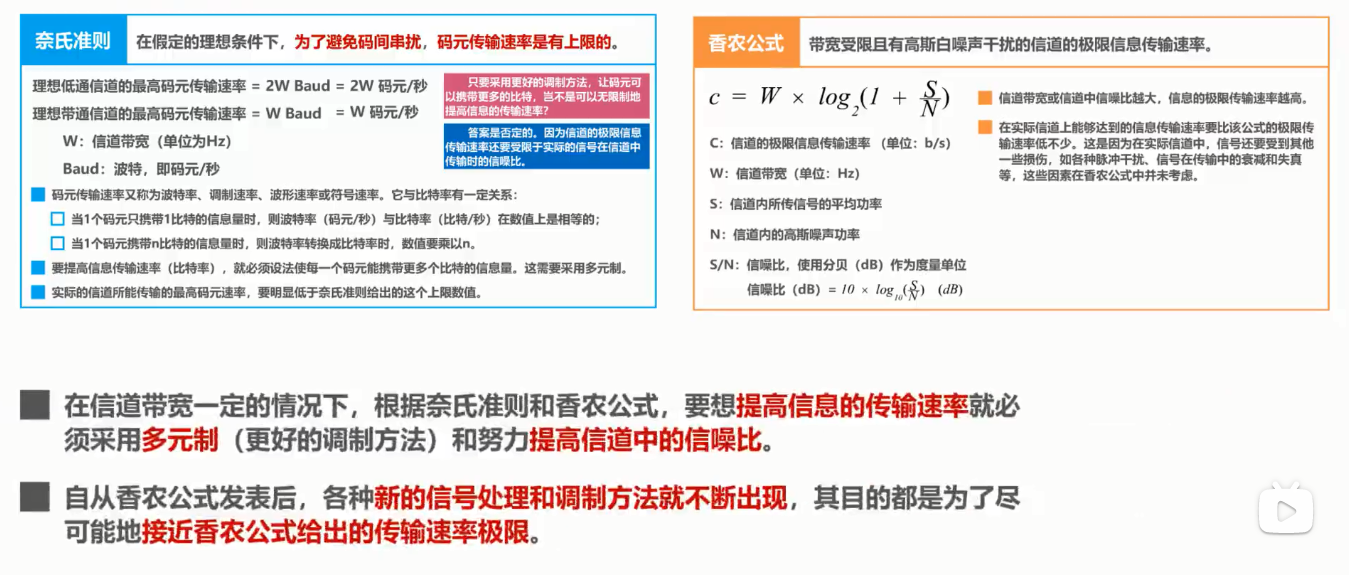 奈氏准则
在假定的理想条件下，为了避免码间串扰，码元传输速率是有上限的。
理想低通信道的最高码元传输速率 = 2W Baud = 2W 码元/秒
理想带通信道的最高码元传输速率 = W Baud = W 码元/秒
W：信道带宽（单位为Hz）
Baud：波特，即码元/秒
只要采用更好的调制方法，让码元可
以携带更多的比特，岂不是可以无限制地
提高信息的传输速率？
答案是否定的。因为信道的极限信息
传输速率还要受限于实际的信号在信道中
传输时的信噪比。
码元传输速率又称为波特率、调制速率、波形速率或符号速率。它与比特率有一定关系：
当1个码元只携带1比特的信息量时，则波特率（码元/秒）与比特率（比特/秒）在数值上是相等的；
当1个码元携带n比特的信息量时，则波特率转换成比特率时，数值要乘以n。
要提高信息传输速率（比特率），就必须设法使每一个码元能携带更多个比特的信息量。这需要采用多元制。
实际的信道所能传输的最高码元速率，要明显低于奈氏准则给出的这个上限数值。
香农公式
带宽受限且有高斯白噪声干扰的信道的极限信息传输速率。
c = W × log₂(1 + S/N)
C：信道的极限信息传输速率 （单位：b/s）
W：信道带宽（单位：Hz）
S：信道内所传信号的平均功率
N：信道内的高斯噪声功率
S/N：信噪比，使用分贝（dB）作为度量单位
信噪比（dB）= 10 × log₁₀(S/N) (dB)
信道带宽或信道中信噪比越大，信息的极限传输速率越高。
在实际信道上能够达到的信息传输速率要比该公式的极限传
输速率低不少。这是因为在实际信道中，信号还要受到其他
一些损伤，如各种脉冲干扰、信号在传输中的衰减和失真
等，这些因素在香农公式中并未考虑。
在信道带宽一定的情况下，根据奈氏准则和香农公式，要想提高信息的传输速率就必
须采用多元制（更好的调制方法）和努力提高信道中的信噪比。
自从香农公式发表后，各种新的信号处理和调制方法就不断出现，其目的都是为了尽
可能地接近香农公式给出的传输速率极限。